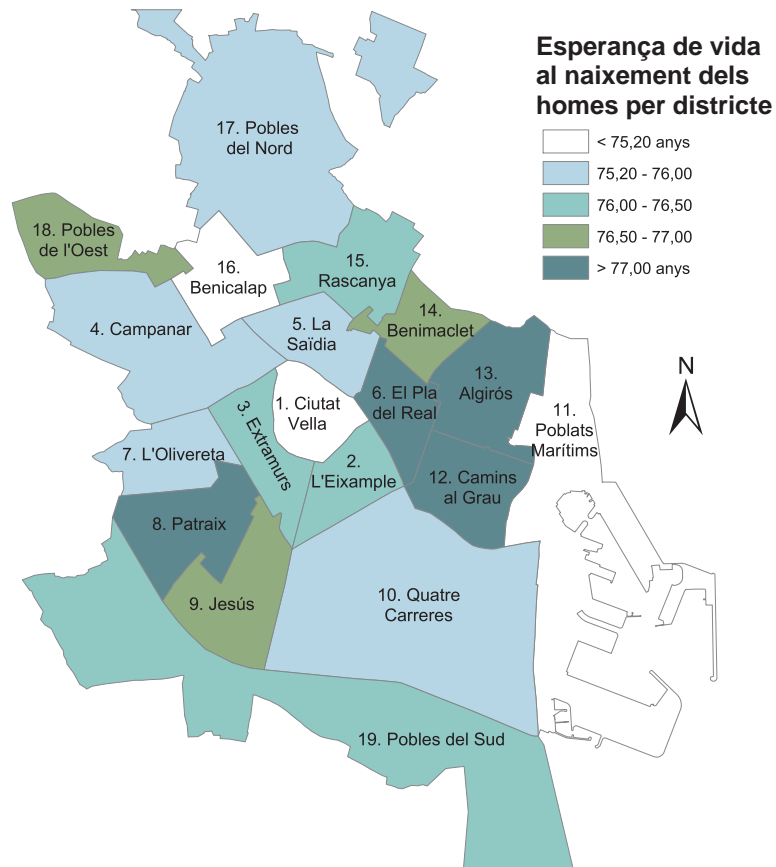 Esperança de vida
al naixement dels
homes per districte
< 75,20 anys
75,20 - 76,00
76,00 - 76,50
76,50 - 77,00
> 77,00 anys
N
17. Pobles
del Nord
18. Pobles
de l'Oest
16.
Benicalap
15.
Rascanya
14.
Benimaclet
4. Campanar
5. La
Saïdia
13.
Algirós
6. El Pla
del Real
11.
Poblats
Marítims
1. Ciutat
Vella
3. Extramurs
2.
L'Eixample
7. L'Olivereta
12. Camins
al Grau
8. Patraix
9. Jesús
10. Quatre
Carreres
19. Pobles del Sud